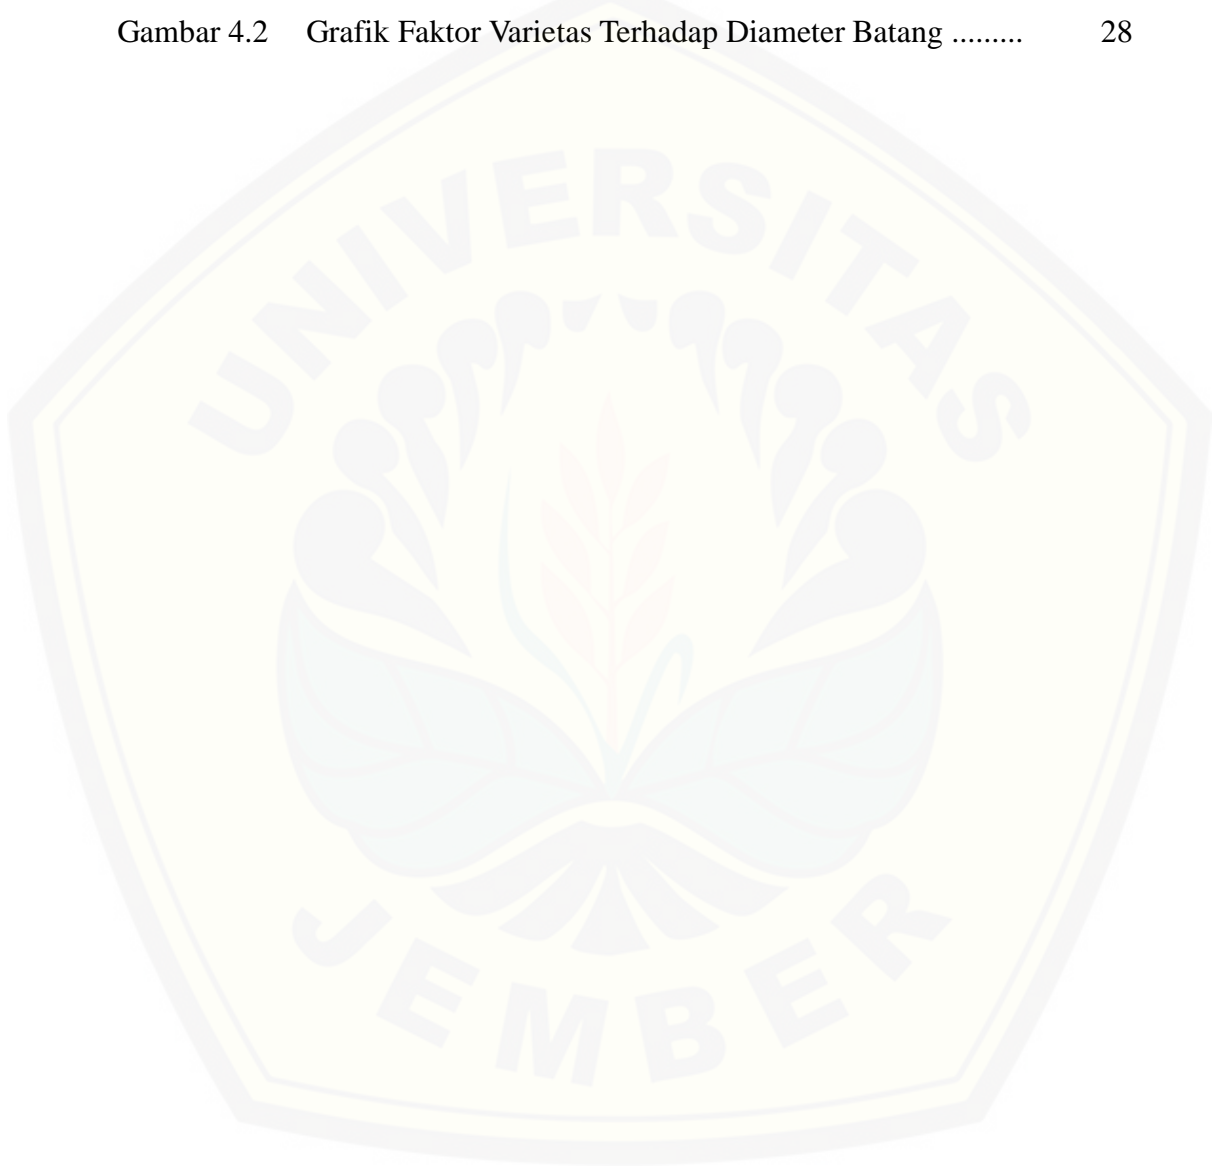 Gambar 4.2 Grafik Faktor Varietas Terhadap Diameter Batang ......... 28
UNIVERSITAS
JEMBER